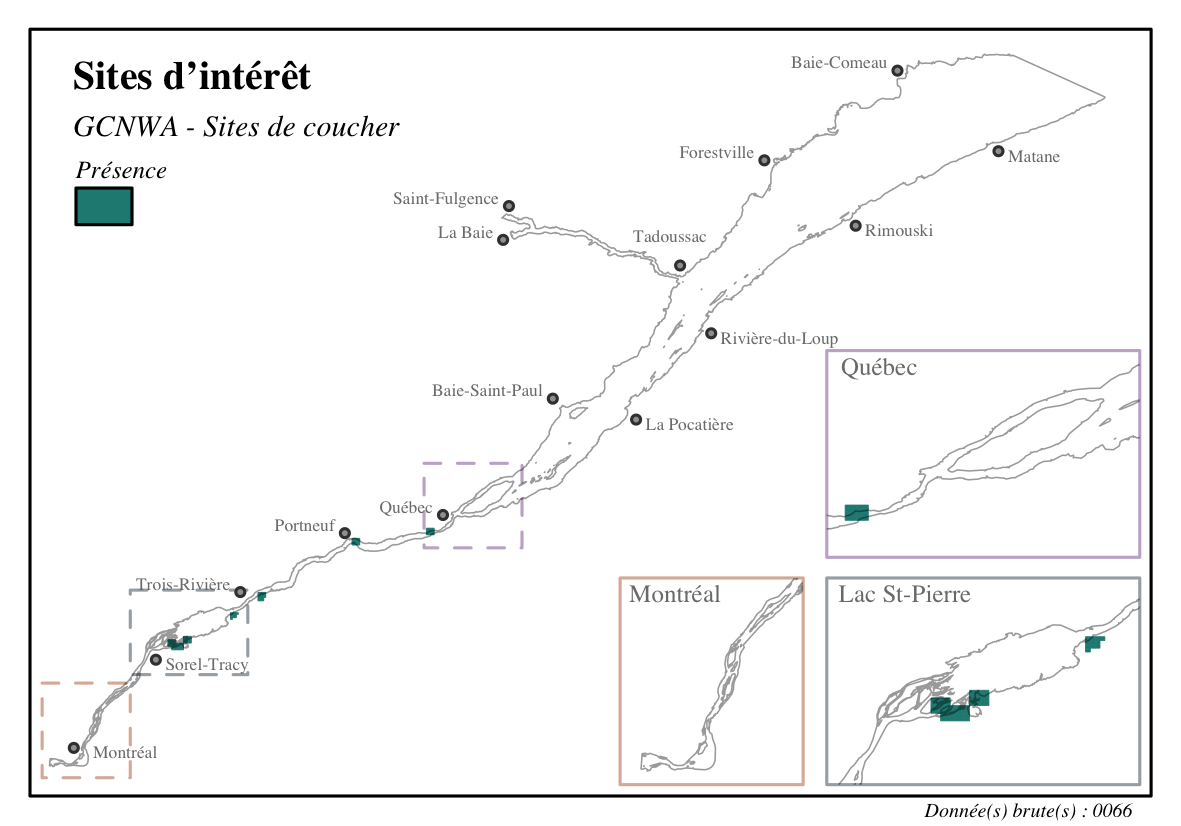 Sites d’intérêt
GCNWA - Sites de coucher
Présence
Baie-Comeau
Forestville
Matane
Saint-Fulgence
La Baie
Tadoussac
Rimouski
Rivière-du-Loup
Baie-Saint-Paul
La Pocatière
Québec
Portneuf
Trois-Rivière
Sorel-Tracy
Montréal
Québec
Montréal
Lac St-Pierre
Donnée(s) brute(s) : 0066